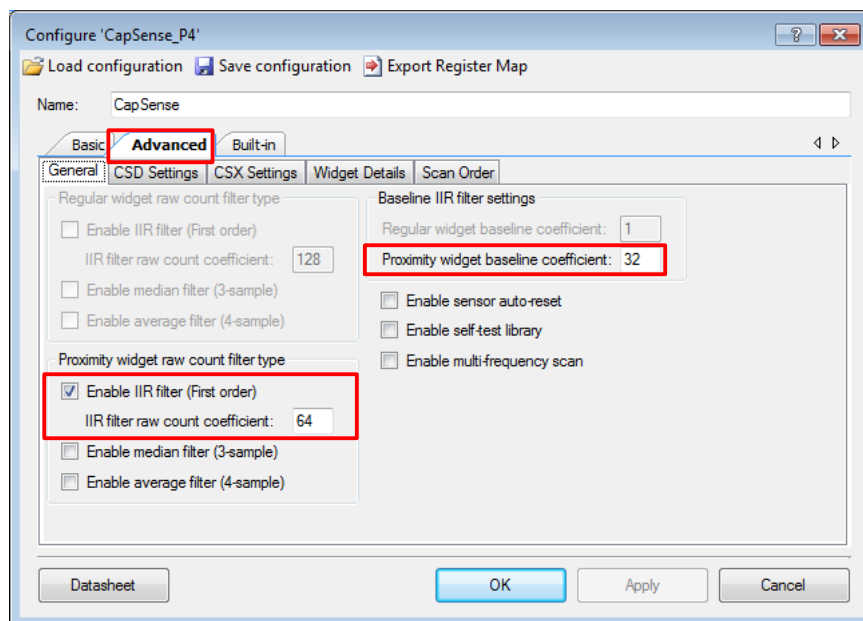 Configure 'CapSense_P4'
Load configuration Save configuration Export Register Map
Name: CapSense
Basic Advanced Built-in
General CSD Settings CSX Settings Widget Details Scan Order
Regular widget raw count filter type
Enable IIR filter (First order)
IIR filter raw count coefficient: 128
Enable median filter (3-sample)
Enable average filter (4-sample)
Proximity widget raw count filter type
Enable IIR filter (First order)
IIR filter raw count coefficient: 64
Enable median filter (3-sample)
Enable average filter (4-sample)
Baseline IIR filter settings
Regular widget baseline coefficient: 1
Proximity widget baseline coefficient: 32
Enable sensor auto-reset
Enable self-test library
Enable multi-frequency scan
Datasheet OK Apply Cancel